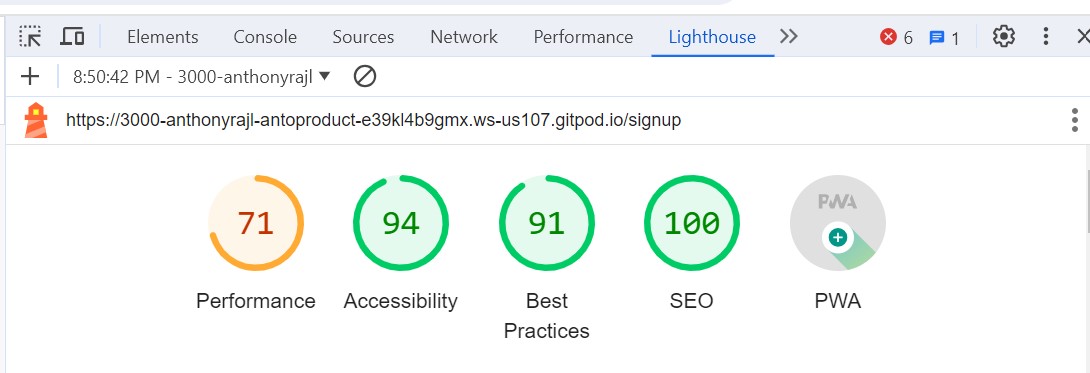 Elements Console Sources Network Performance Lighthouse 6 1
8:50:42 PM - 3000-anthonyrajl
https://3000-anthonyrajl-antoproduct-e39kl4b9gmx.ws-us107.gitpod.io/signup
71 94 91 100 PWA
Performance Accessibility Best SEO PWA
Practices